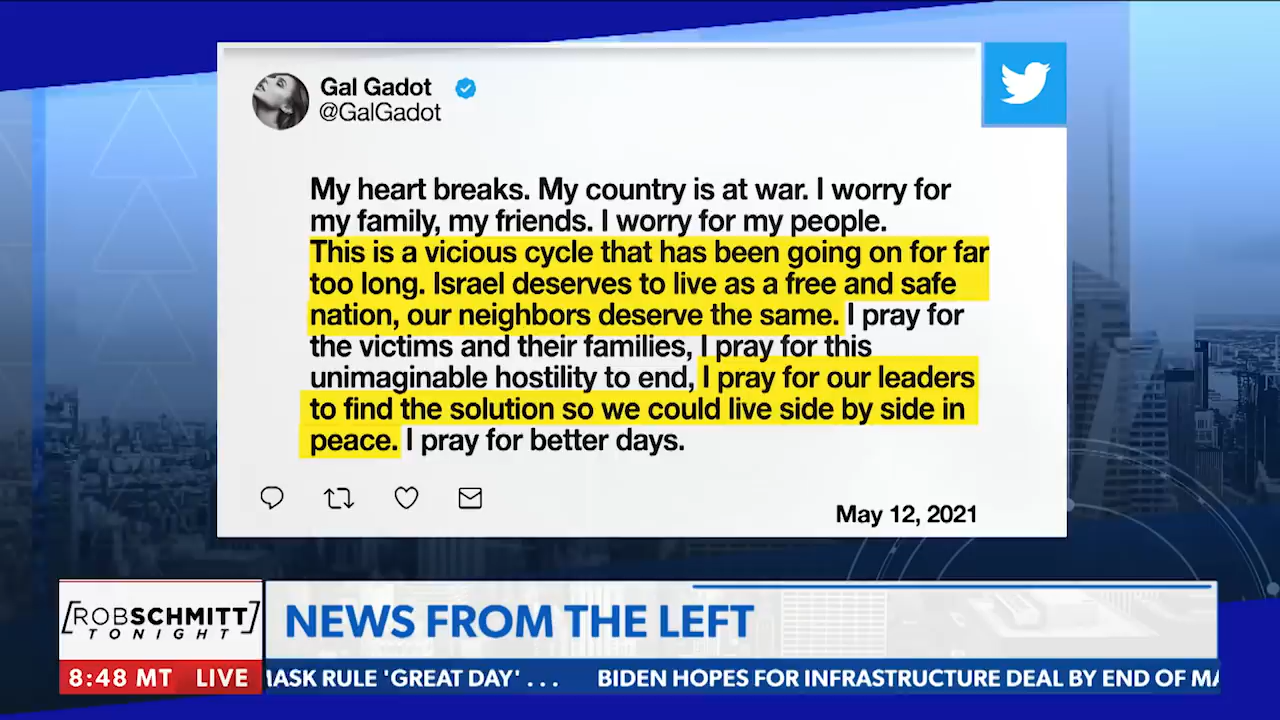 Gal Gadot
@GalGadot
My heart breaks. My country is at war. I worry for
my family, my friends. I worry for my people.
This is a vicious cycle that has been going on for far
too long. Israel deserves to live as a free and safe
nation, our neighbors deserve the same. I pray for
the victims and their families, I pray for this
unimaginable hostility to end, I pray for our leaders
to find the solution so we could live side by side in
peace. I pray for better days.
May 12, 2021
[ROBSCHMITT]
TONIGHT
NEWS FROM THE LEFT
8:48 MT LIVE
MASK RULE 'GREAT DAY' . . . BIDEN HOPES FOR INFRASTRUCTURE DEAL BY END OF MA